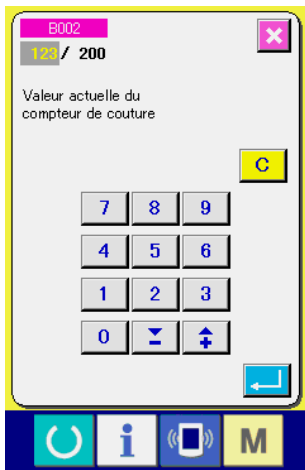 B002
123/ 200
Valeur actuelle du
compteur de couture
C
7 8 9
4 5 6
1 2 3
0
i
M